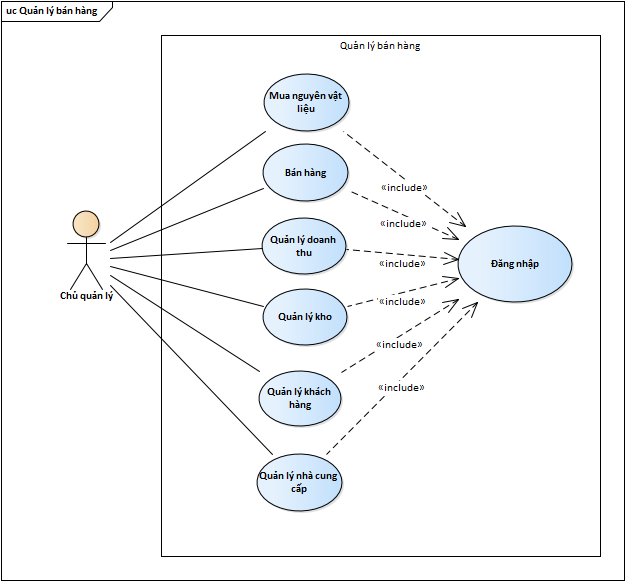 uc Quản lý bán hàng
Quản lý bán hàng
Mua nguyên vật
liệu
Bán hàng
«include»
«include»
Quản lý doanh
thu
«include»
Đăng nhập
Chủ quản lý
Quản lý kho
«include»
«include»
Quản lý khách
hàng
«include»
Quản lý nhà cung
cấp